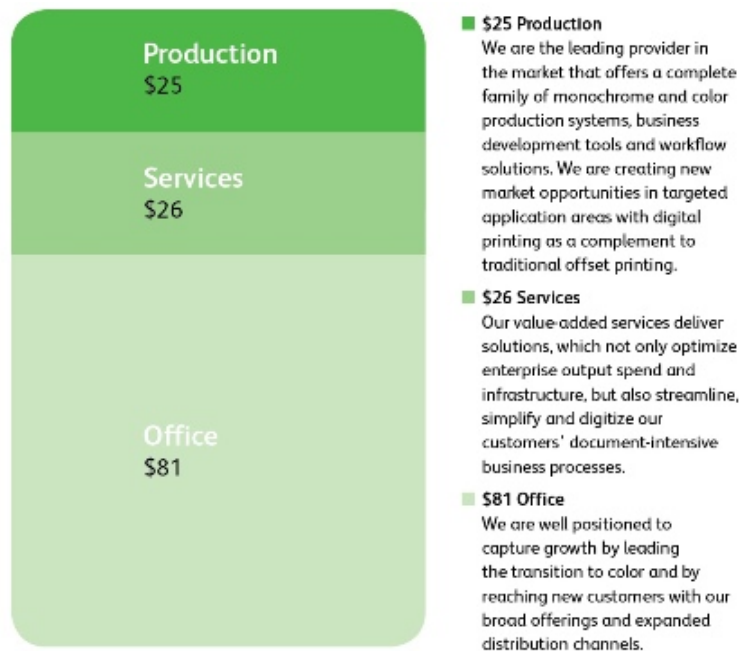 Production
$25
Services
$26
Office
$81
$25 Production
We are the leading provider in
the market that offers a complete
family of monochrome and color
production systems, business
development tools and workflow
solutions. We are creating new
market opportunities in targeted
application areas with digital
printing as a complement to
traditional offset printing.
$26 Services
Our value-added services deliver
solutions, which not only optimize
enterprise output spend and
infrastructure, but also streamline,
simplify and digitize our
customers' document-intensive
business processes.
$81 Office
We are well positioned to
capture growth by leading
the transition to color and by
reaching new customers with our
broad offerings and expanded
distribution channels.